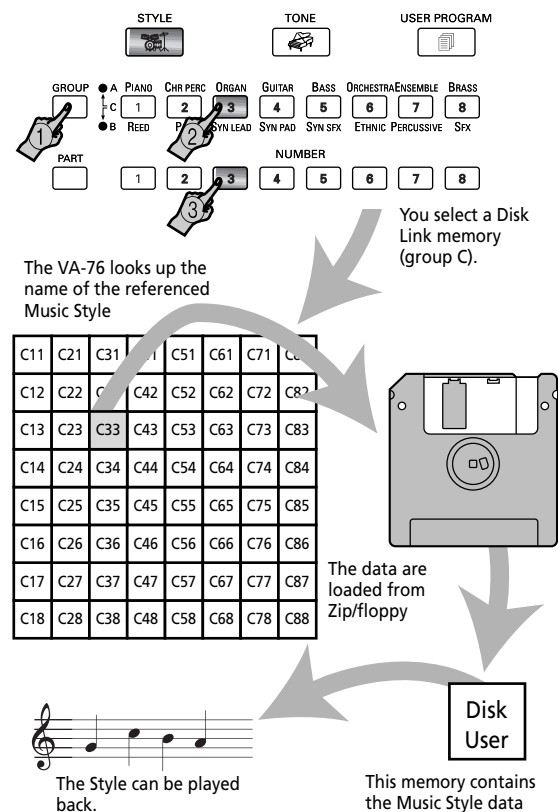 STYLE TONE USER PROGRAM
GROUP A PIANO CHR PERC ORGAN GUITAR BASS ORCHESTRA ENSEMBLE BRASS
C 1 2 3 4 5 6 7 8
B REED SYN LEAD SYN PAD SYN SFX ETHNIC PERCUSSIVE SFX
1 2
PART NUMBER
1 2 3 4 5 6 7 8
3
You select a Disk
Link memory
(group C).
The VA-76 looks up the
name of the referenced
Music Style
C11 C21 C31 C51 C61 C71
C12 C22 C42 C52 C62 C72 C82
C13 C23 C33 C43 C53 C63 C73 C83
C14 C24 C34 C44 C54 C64 C74 C84
C15 C25 C35 C45 C55 C65 C75 C85
C16 C26 C36 C46 C56 C66 C76 C86
C17 C27 C37 C47 C57 C67 C77 C87
C18 C28 C38 C48 C58 C68 C78 C88
The data are
loaded from
Zip/floppy
Disk
User
The Style can be played
back.
This memory contains
the Music Style data